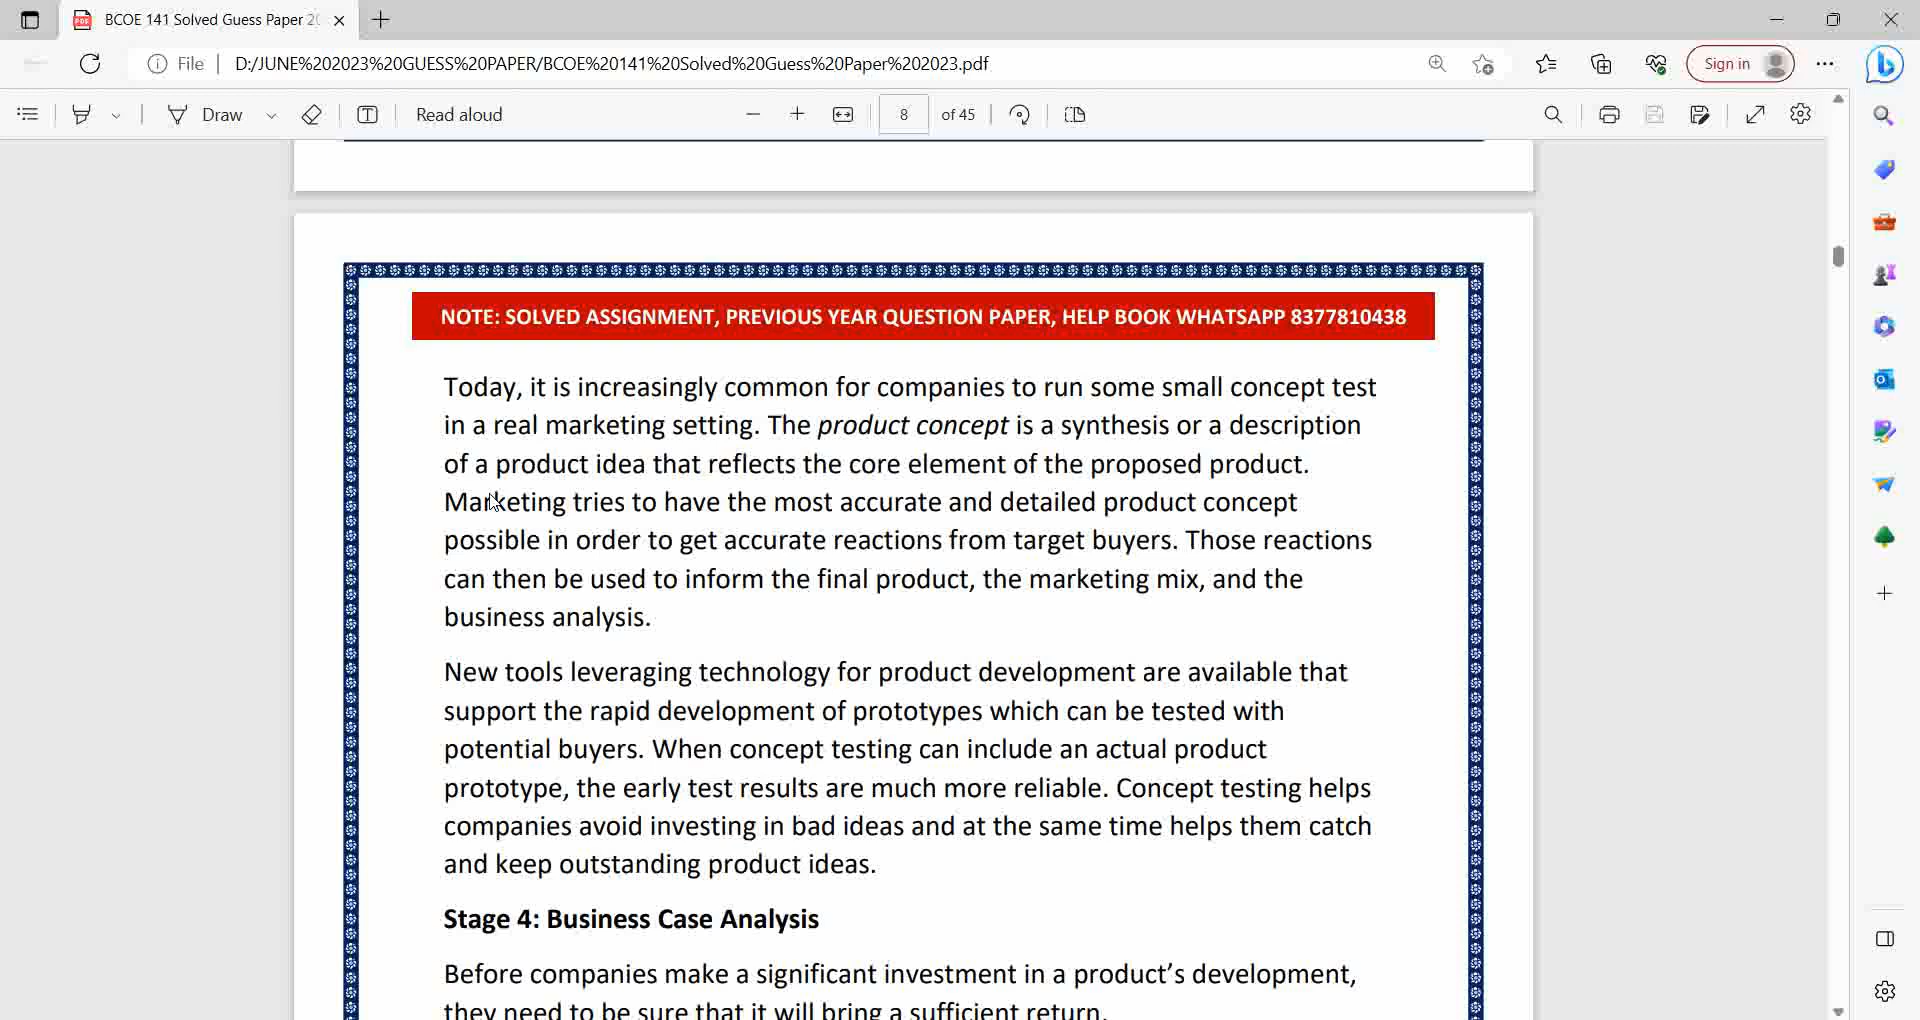 BCOE 141 Solved Guess Paper 20
File
D:/JUNE%202023%20GUESS%20PAPER/BCOE%20141%20Solved%20Guess%20Paper%202023.pdf
Sign in
Draw
Read aloud
8 of 45
NOTE: SOLVED ASSIGNMENT, PREVIOUS YEAR QUESTION PAPER, HELP BOOK WHATSAPP 8377810438
Today, it is increasingly common for companies to run some small concept test
in a real marketing setting. The product concept is a synthesis or a description
of a product idea that reflects the core element of the proposed product.
Marketing tries to have the most accurate and detailed product concept
possible in order to get accurate reactions from target buyers. Those reactions
can then be used to inform the final product, the marketing mix, and the
business analysis.
New tools leveraging technology for product development are available that
support the rapid development of prototypes which can be tested with
potential buyers. When concept testing can include an actual product
prototype, the early test results are much more reliable. Concept testing helps
companies avoid investing in bad ideas and at the same time helps them catch
and keep outstanding product ideas.
Stage 4: Business Case Analysis
Before companies make a significant investment in a product’s development,
they need to be sure that it will bring a sufficient return.